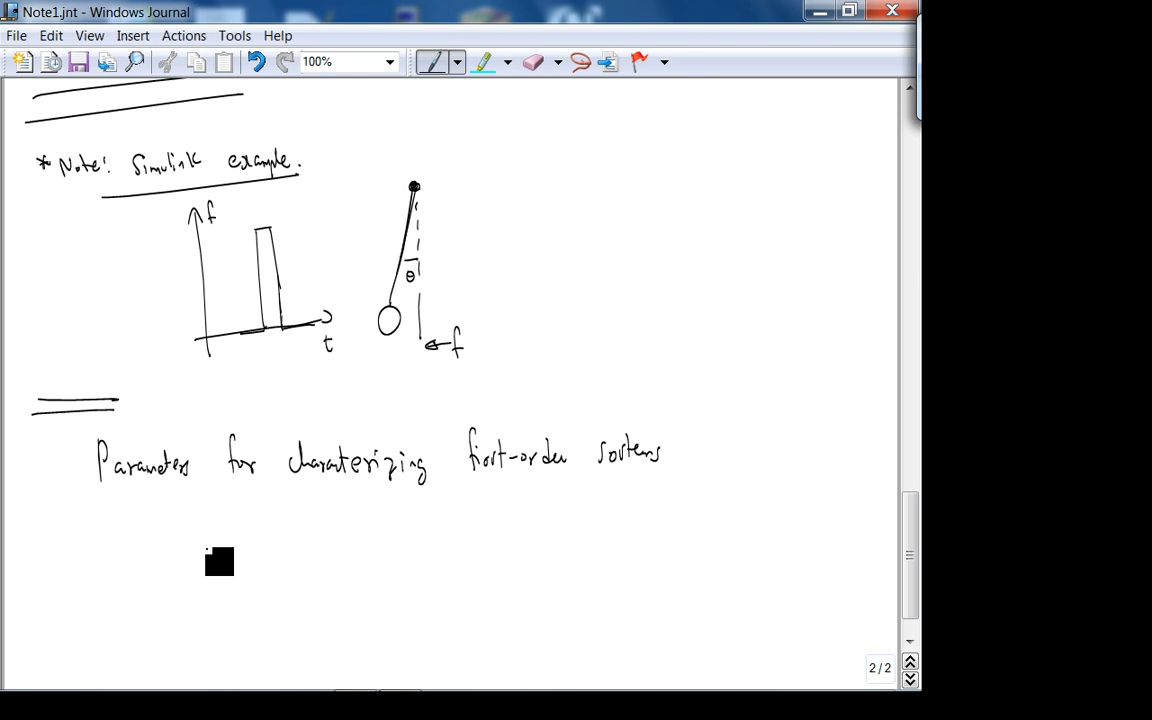 Note1.jnt - Windows Journal
File Edit View Insert Actions Tools Help
100%
* Note: Simulink example.
f
θ
t
f
Parameters for charaterizing first-order systems
2/2